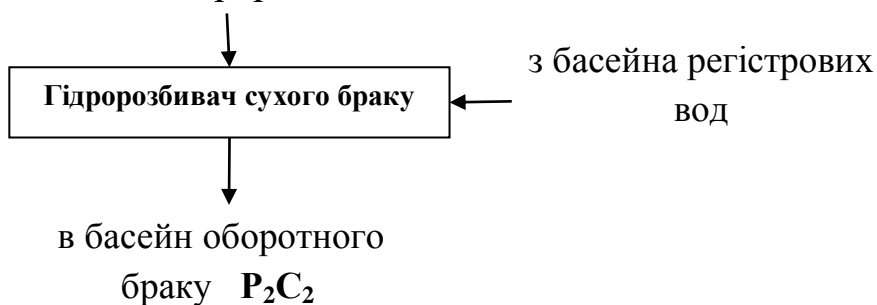 Гідророзбивач сухого браку
з басейна регістрових
вод
в басейн оборотного
браку P₂C₂